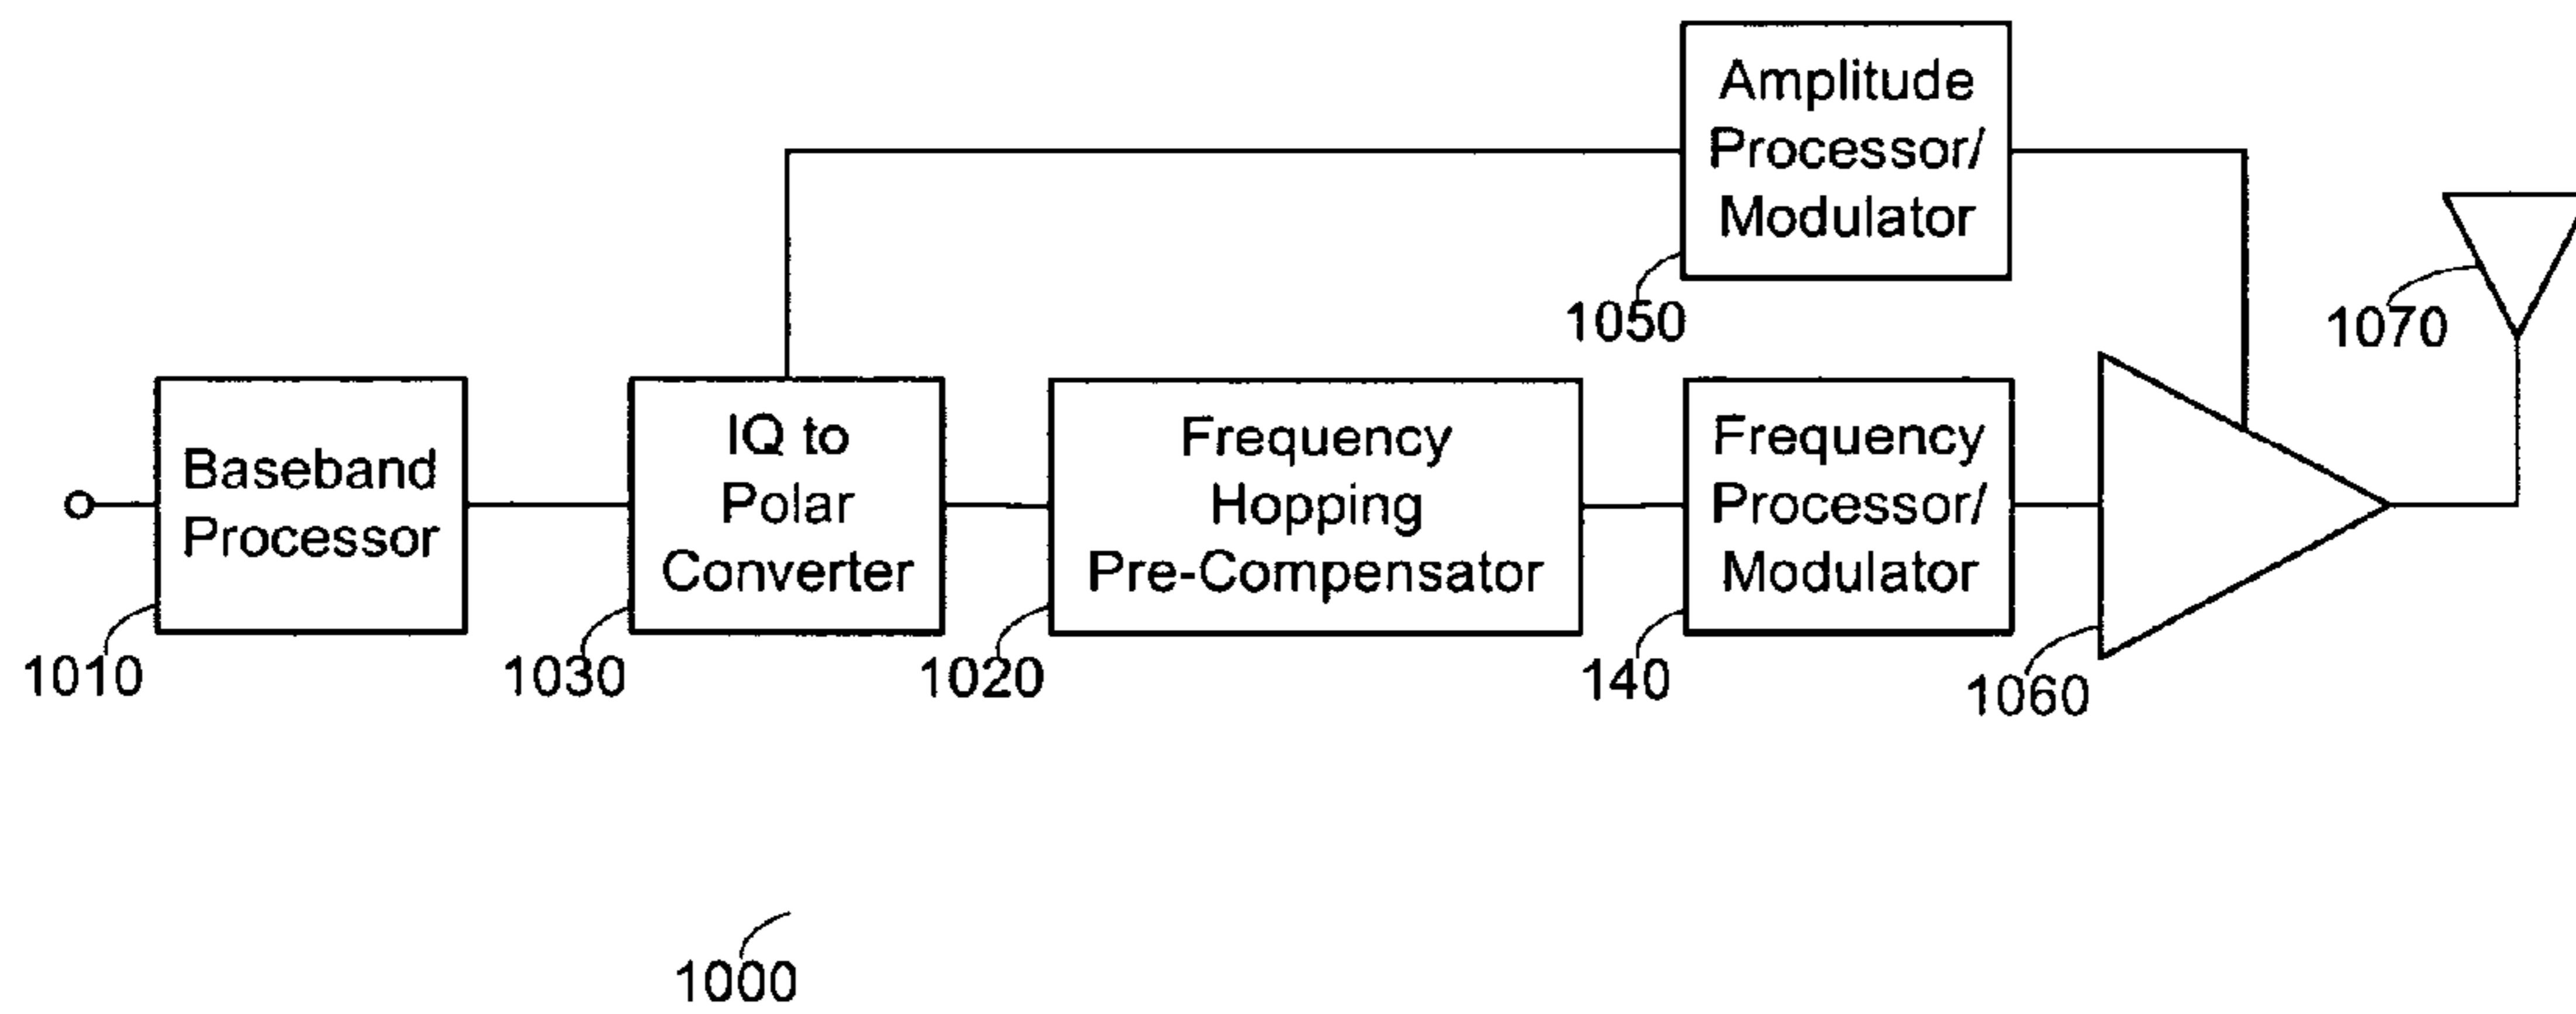 Amplitude
Processor/
Modulator
1050
1070
Baseband
Processor
1010
IQ to
Polar
Converter
1030
Frequency
Hopping
Pre-Compensator
1020
Frequency
Processor/
Modulator
140
1060
1000